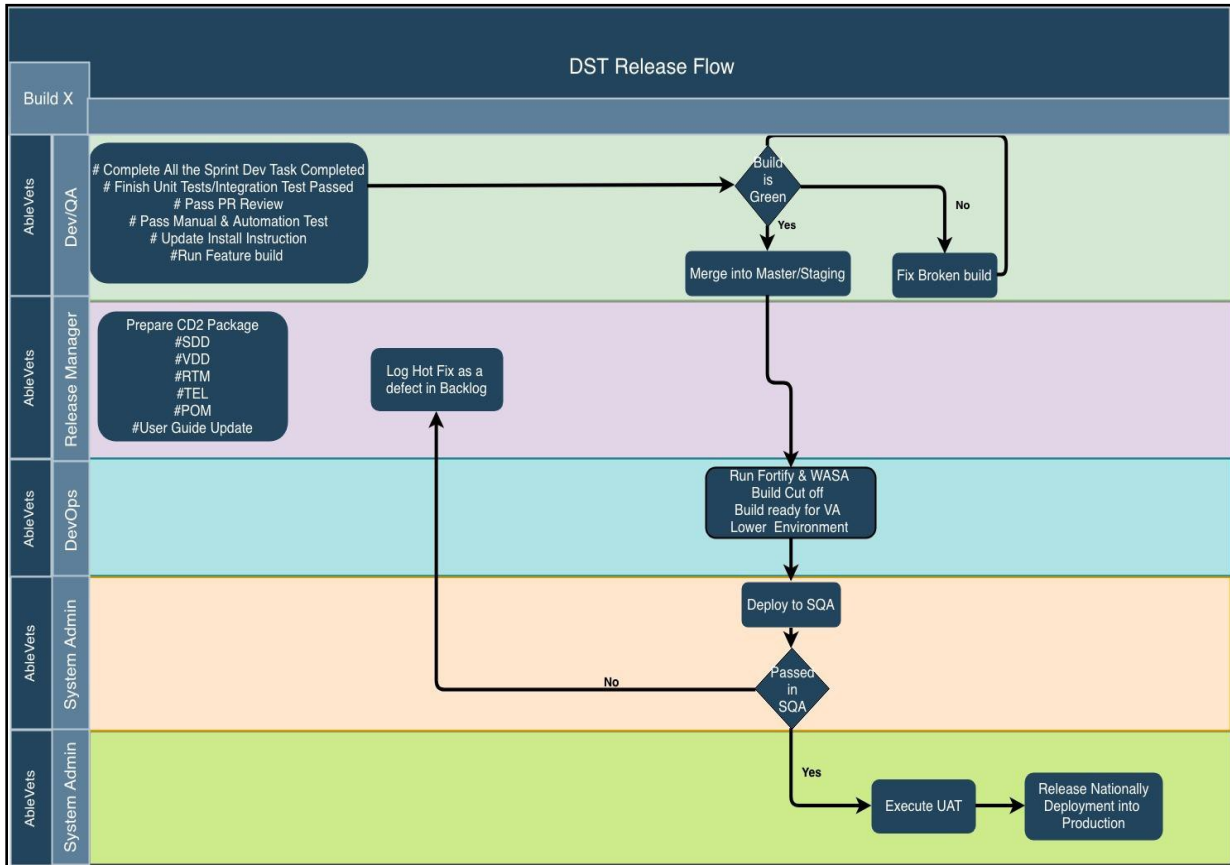 DST Release Flow
Build X
AbleVets
Dev/QA
# Complete All the Sprint Dev Task Completed
# Finish Unit Tests/Integration Test Passed
# Pass PR Review
# Pass Manual & Automation Test
# Update Install Instruction
#Run Feature build
Build
is
Green
No
Yes
Merge into Master/Staging
Fix Broken build
AbleVets
Release Manager
Prepare CD2 Package
#SDD
#VDD
#RTM
#TEL
#POM
#User Guide Update
Log Hot Fix as a
defect in Backlog
AbleVets
DevOps
Run Fortify & WASA
Build Cut off
Build ready for VA
Lower Environment
AbleVets
System Admin
Deploy to SQA
Passed
in
SQA
No
AbleVets
System Admin
Yes
Execute UAT
Release Nationally
Deployment into
Production